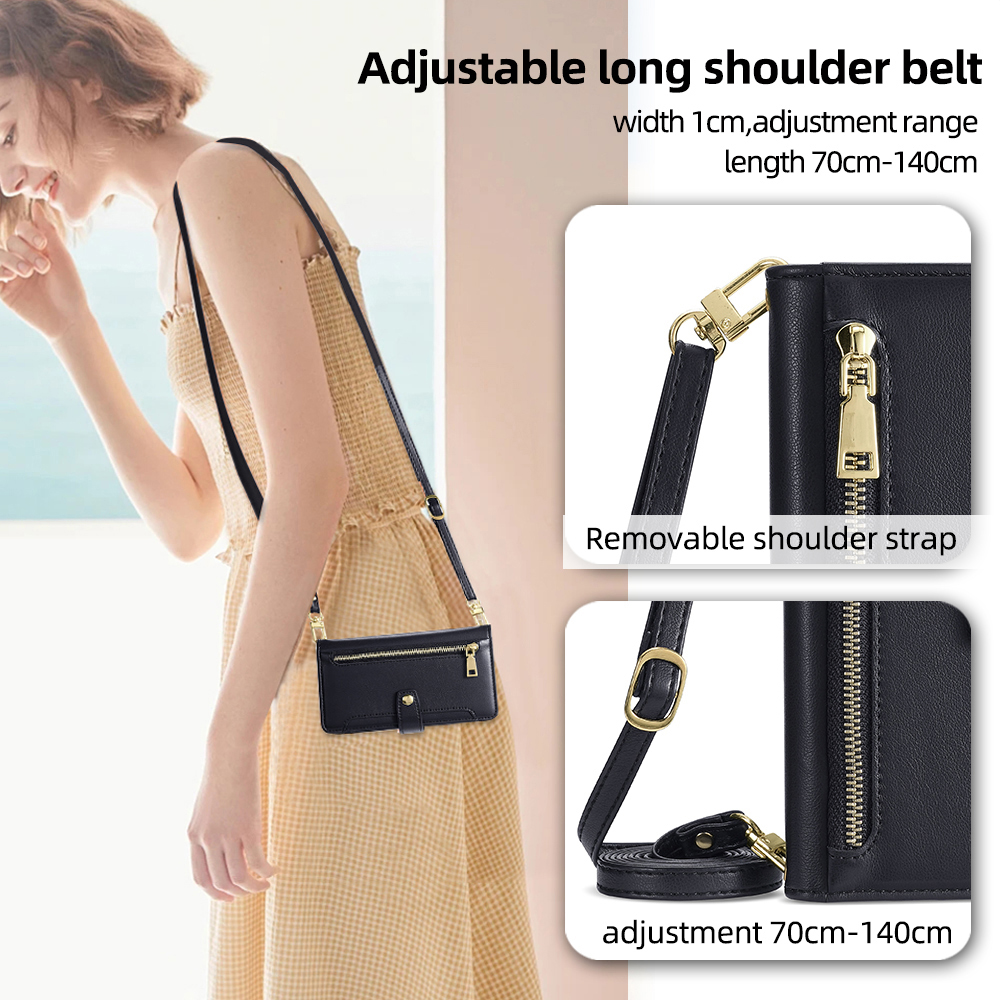 Adjustable long shoulder belt
width 1cm,adjustment range
length 70cm-140cm
Removable shoulder strap
adjustment 70cm-140cm